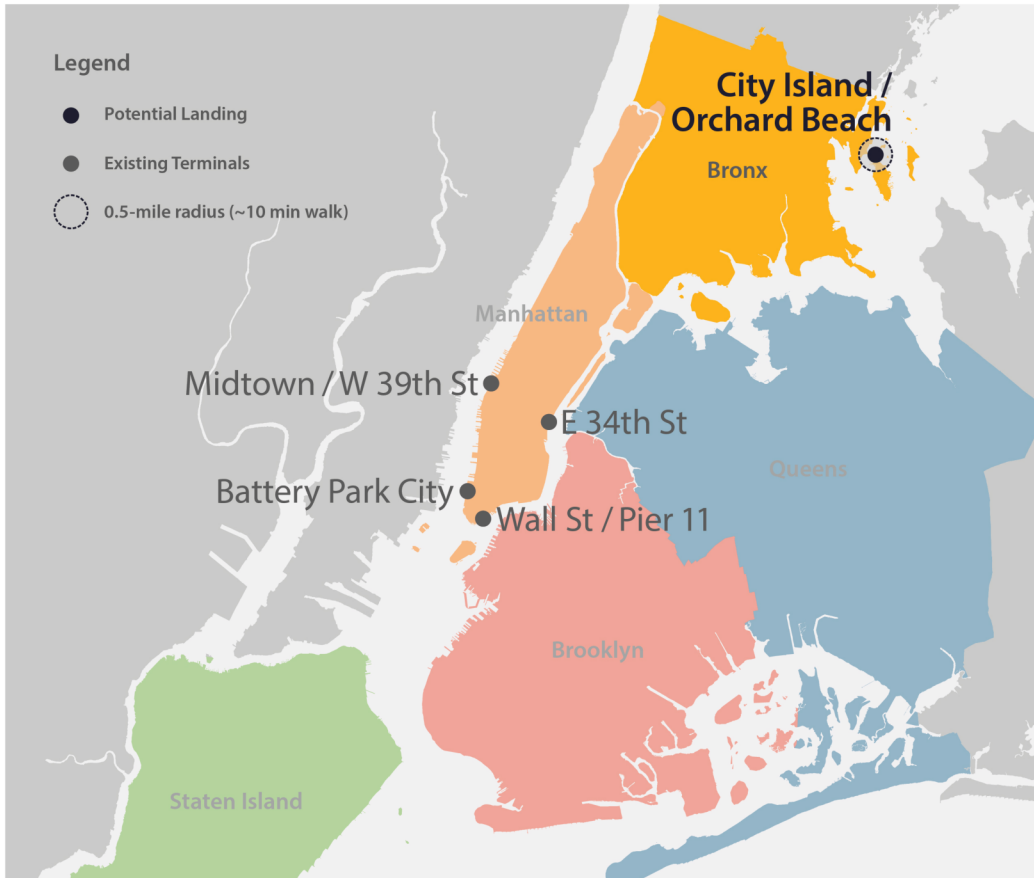 Legend
Potential Landing
Existing Terminals
0.5-mile radius (~10 min walk)
City Island /
Orchard Beach
Bronx
Manhattan
Midtown / W 39th St
E 34th St
Queens
Battery Park City
Wall St / Pier 11
Brooklyn
Staten Island